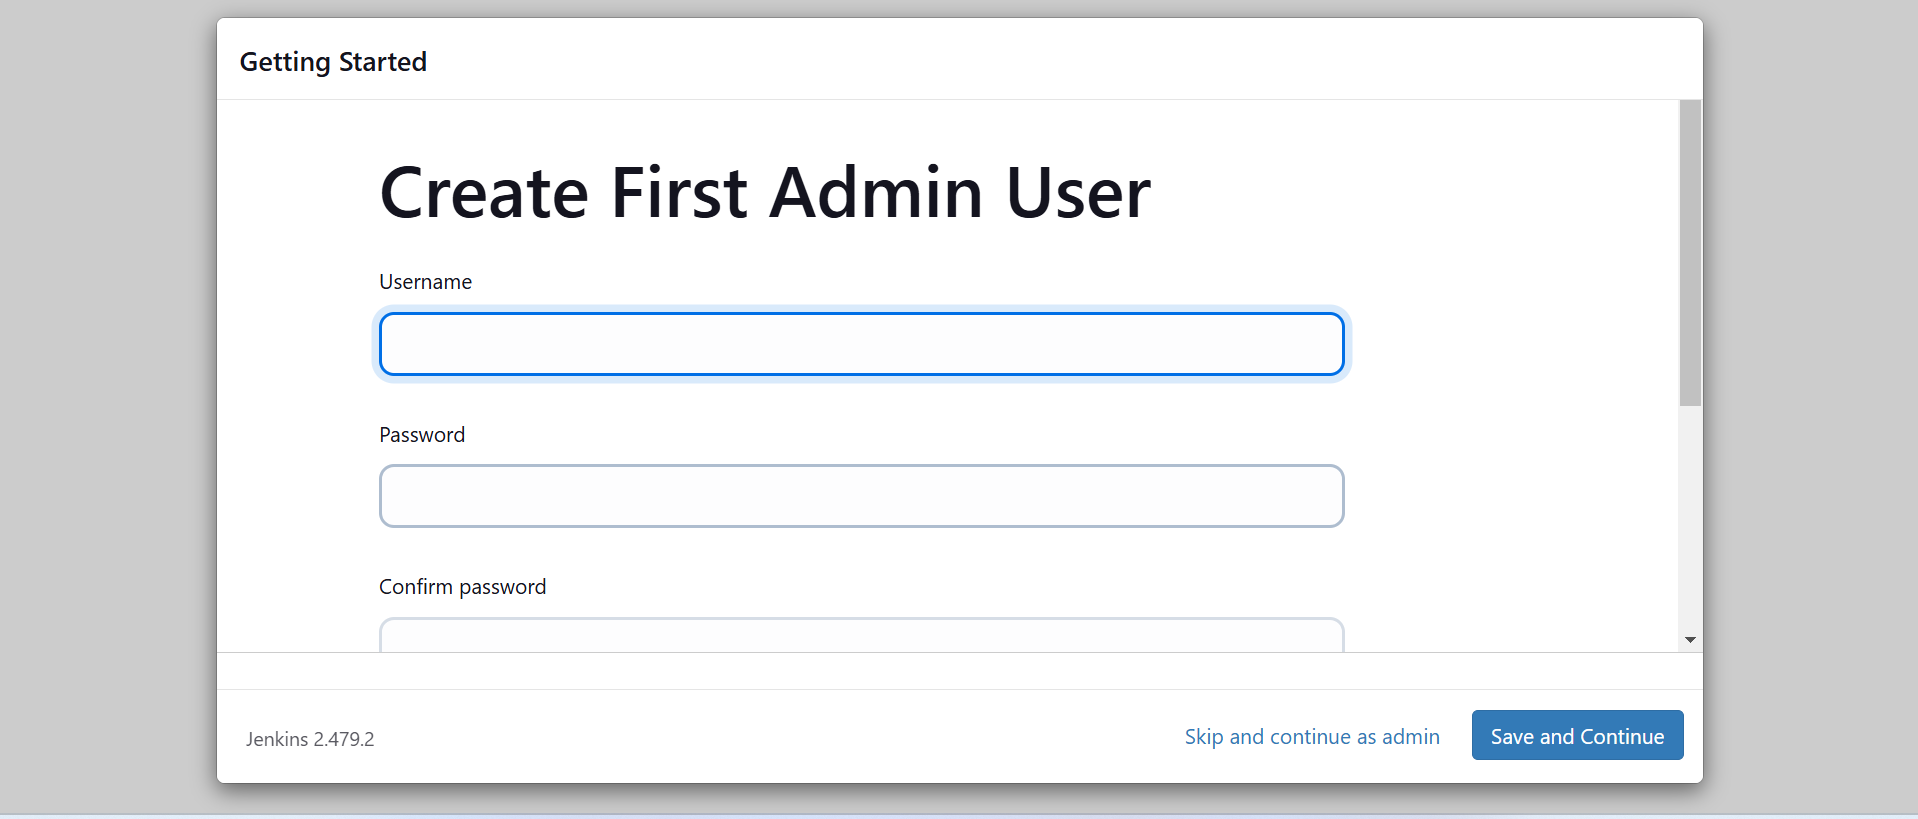 Getting Started
Create First Admin User
Username
Password
Confirm password
Jenkins 2.479.2
Skip and continue as admin
Save and Continue